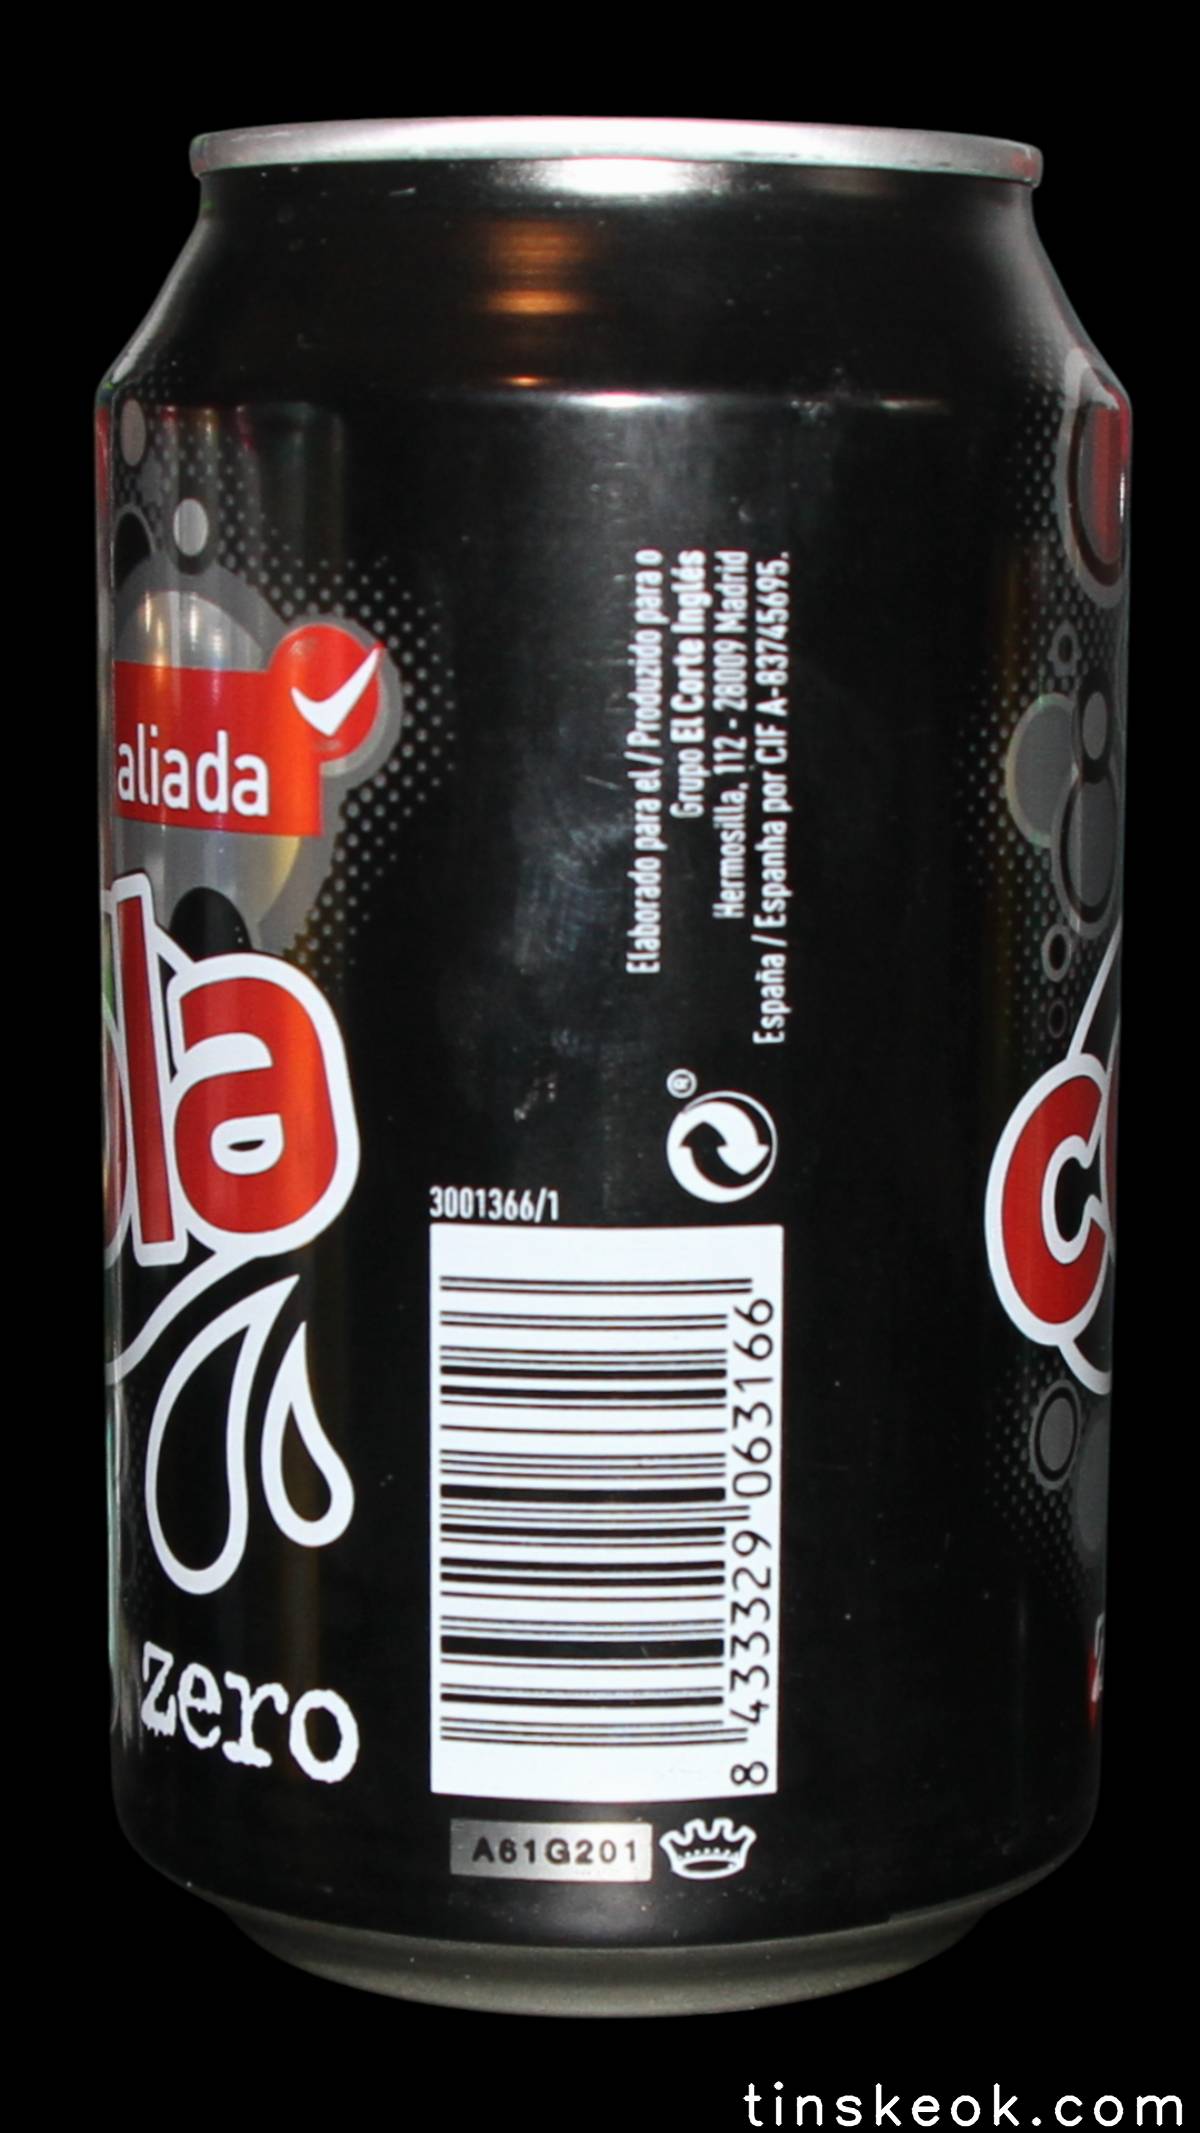 aliada
la
zero
Elaborado para el / Produzido para o
Grupo El Corte Inglés
Hermosilla, 112 - 28009 Madrid
España / Espanha por CIF A-83745695.
®
3001366/1
8 433329 063166
A61G201
c
tinskeok.com